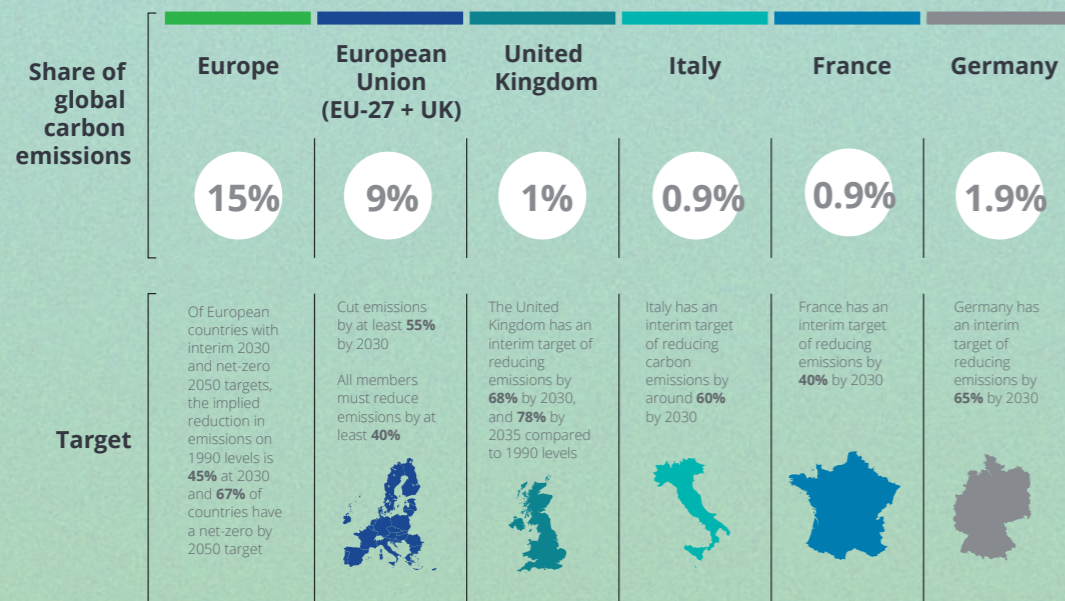 Share of
global
carbon
emissions
Europe
European
Union
(EU-27 + UK)
United
Kingdom
Italy
France
Germany
15%
9%
1%
0.9%
0.9%
1.9%
Target
Of European
countries with
interim 2030
and net-zero
2050 targets,
the implied
reduction in
emissions on
1990 levels is
45% at 2030
and 67% of
countries have
a net-zero by
2050 target
Cut emissions
by at least 55%
by 2030
All members
must reduce
emissions by at
least 40%
The United
Kingdom has an
interim target of
reducing
emissions by
68% by 2030,
and 78% by
2035 compared
to 1990 levels
Italy has an
interim target
of reducing
carbon
emissions by
around 60%
by 2030
France has an
interim target
of reducing
emissions by
40% by 2030
Germany has
an interim
target of
reducing
emissions by
65% by 2030